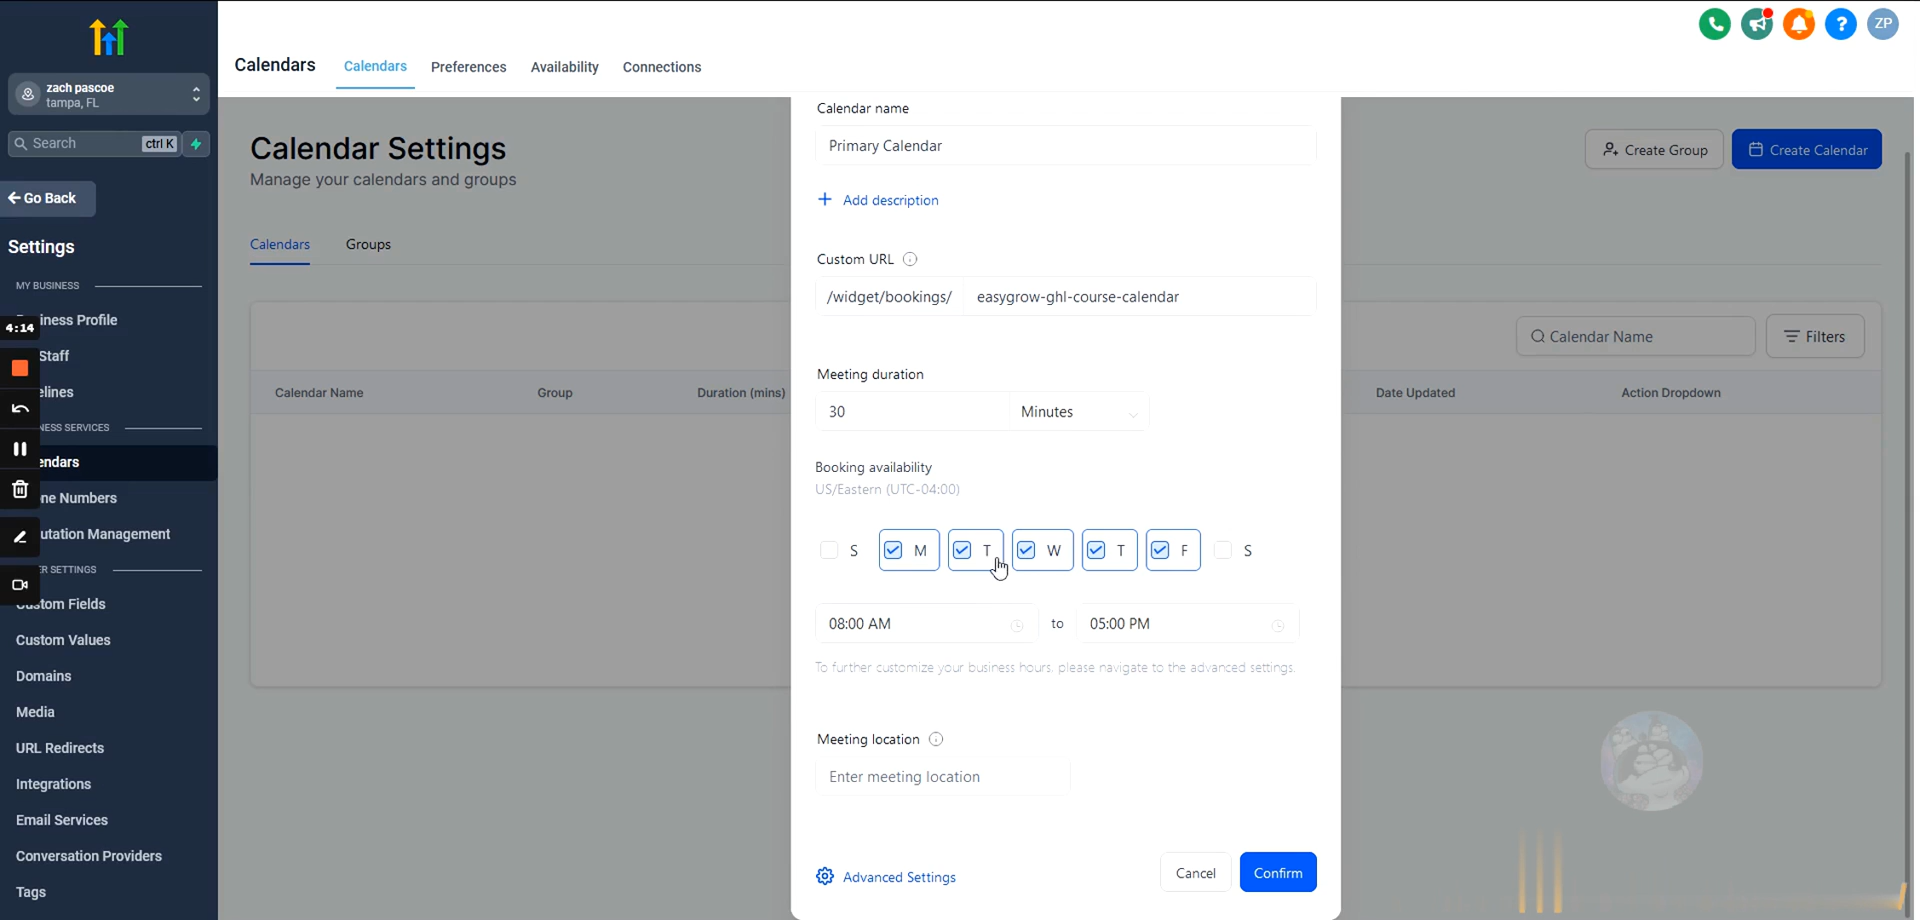 ZP
Calendars
Calendars
Preferences
Availability
Connections
zach pascoe
tampa, FL
Search
ctrl K
Go Back
Settings
MY BUSINESS
iness Profile
4:14
Staff
elines
NESS SERVICES
endars
ne Numbers
utation Management
ER SETTINGS
stom Fields
Custom Values
Domains
Media
URL Redirects
Integrations
Email Services
Conversation Providers
Tags
Calendar Settings
Manage your calendars and groups
Create Group
Create Calendar
Calendars
Groups
Calendar Name
Filters
Calendar Name
Group
Duration (mins)
Date Updated
Action Dropdown
Calendar name
Primary Calendar
Add description
Custom URL
/widget/bookings/
easygrow-ghl-course-calendar
Meeting duration
30
Minutes
Booking availability
US/Eastern (UTC-04:00)
S M T W T F S
08:00 AM to 05:00 PM
To further customize your business hours, please navigate to the advanced settings.
Meeting location
Enter meeting location
Advanced Settings
Cancel
Confirm